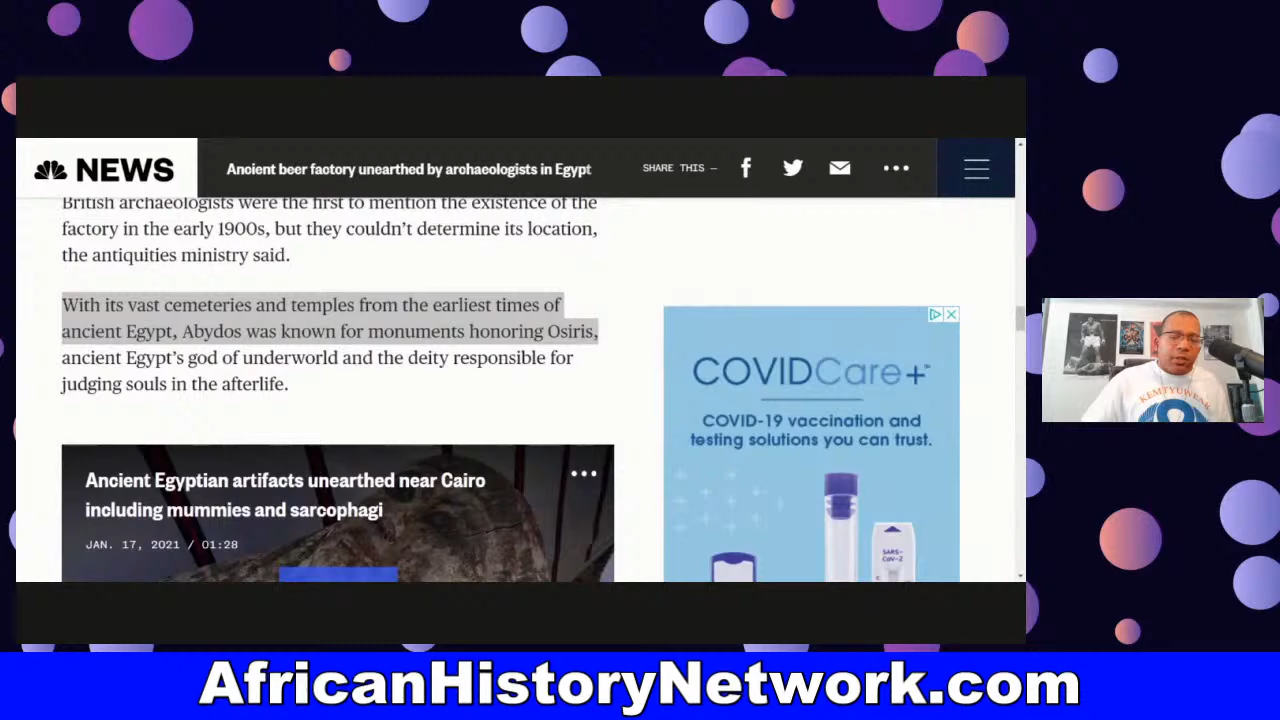 NEWS
Ancient beer factory unearthed by archaeologists in Egypt
SHARE THIS —
British archaeologists were the first to mention the existence of the
factory in the early 1900s, but they couldn't determine its location,
the antiquities ministry said.
With its vast cemeteries and temples from the earliest times of
ancient Egypt, Abydos was known for monuments honoring Osiris,
ancient Egypt's god of underworld and the deity responsible for
judging souls in the afterlife.
Ancient Egyptian artifacts unearthed near Cairo
including mummies and sarcophagi
JAN. 17, 2021 / 01:28
COVIDCare+™
COVID-19 vaccination and
testing solutions you can trust.
SARS-
CoV-2
C
KEMTYUWENK
AfricanHistoryNetwork.com